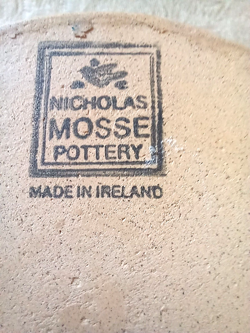 NICHOLAS
MOSSE
POTTERY
MADE IN IRELAND